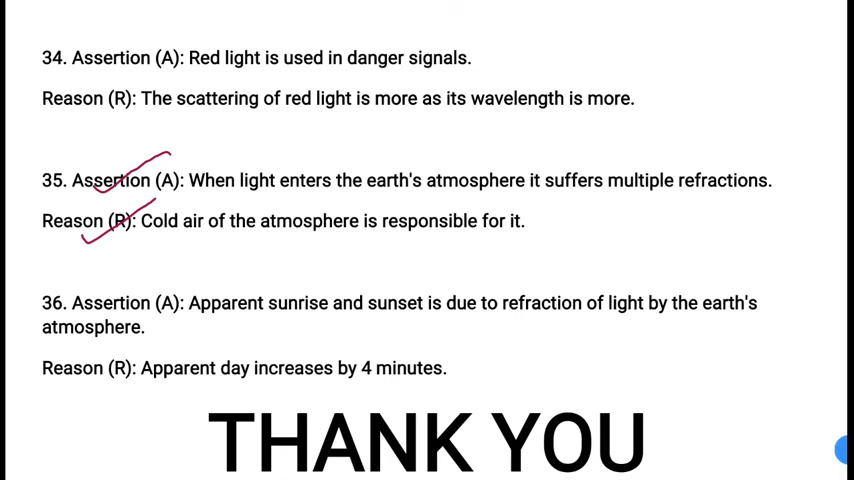 34. Assertion (A): Red light is used in danger signals.
Reason (R): The scattering of red light is more as its wavelength is more.
35. Assertion (A): When light enters the earth's atmosphere it suffers multiple refractions.
Reason (R): Cold air of the atmosphere is responsible for it.
36. Assertion (A): Apparent sunrise and sunset is due to refraction of light by the earth's
atmosphere.
Reason (R): Apparent day increases by 4 minutes.
THANK YOU